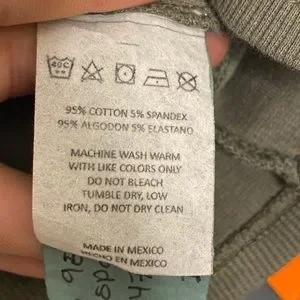 40C
95% COTTON 5% SPANDEX
95% ALGODON 5% ELASTANO
MACHINE WASH WARM
WITH LIKE COLORS ONLY
DO NOT BLEACH
TUMBLE DRY, LOW
IRON, DO NOT DRY CLEAN
MADE IN MEXICO
HECHO EN MEXICO